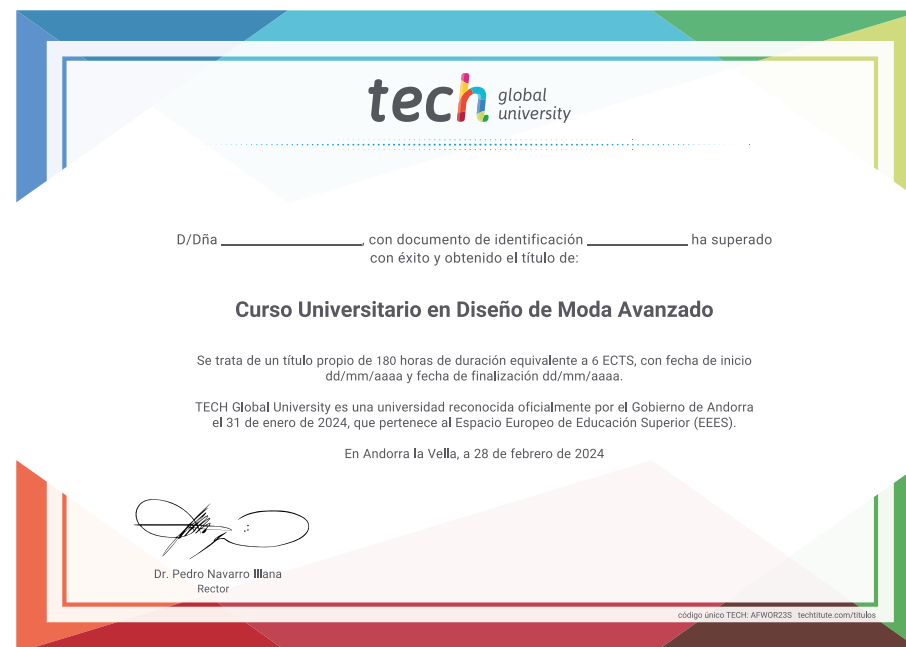 tech global university
D/Dña ____________________, con documento de identificación ______________ ha superado
con éxito y obtenido el título de:
Curso Universitario en Diseño de Moda Avanzado
Se trata de un título propio de 180 horas de duración equivalente a 6 ECTS, con fecha de inicio
dd/mm/aaaa y fecha de finalización dd/mm/aaaa.
TECH Global University es una universidad reconocida oficialmente por el Gobierno de Andorra
el 31 de enero de 2024, que pertenece al Espacio Europeo de Educación Superior (EEES).
En Andorra la Vella, a 28 de febrero de 2024
Dr. Pedro Navarro Illana
Rector
código único TECH: AFWOR23S techtitute.com/titulos